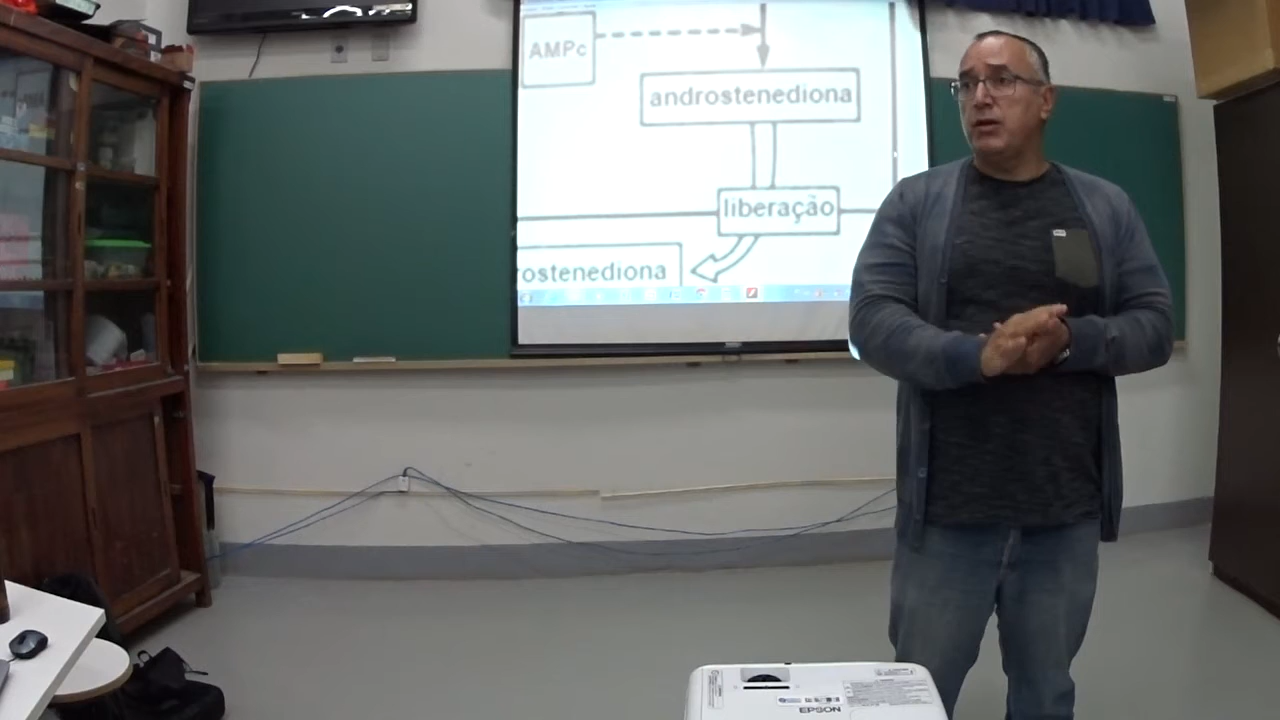 AMPc
androstenediona
liberação
rostenediona
EPSON